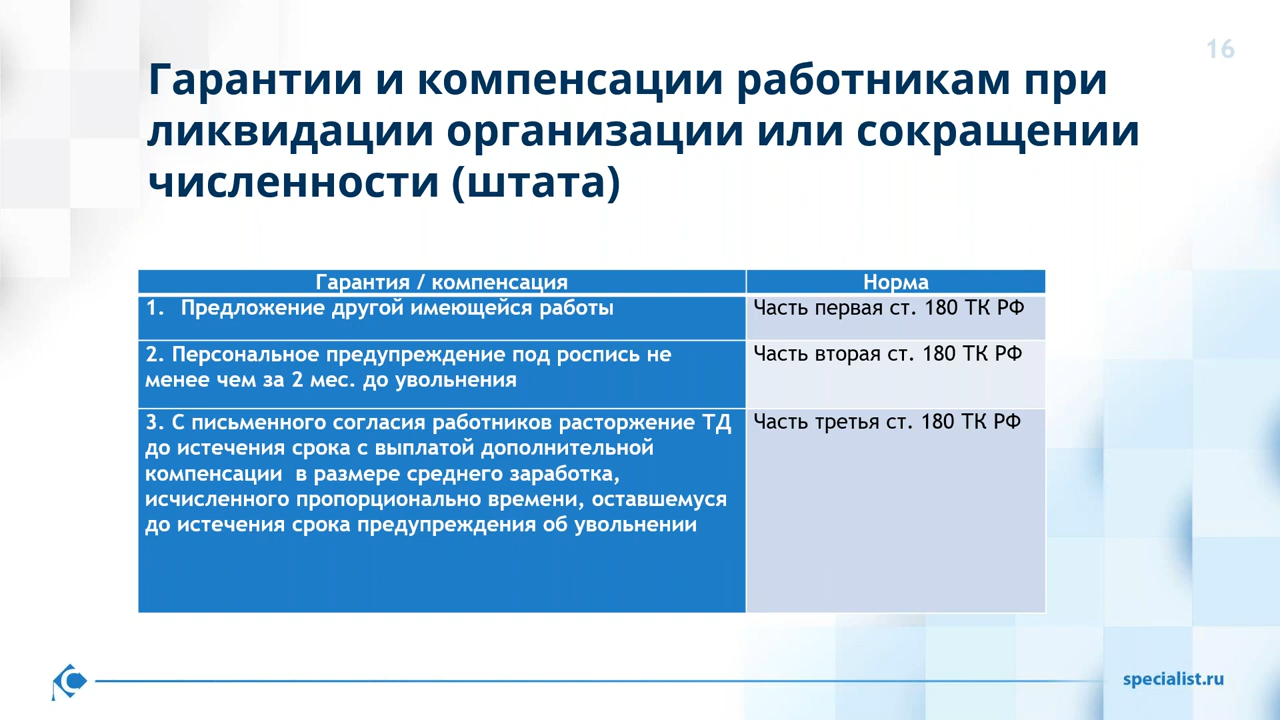 16
Гарантии и компенсации работникам при
ликвидации организации или сокращении
численности (штата)
Гарантия / компенсация
Норма
1. Предложение другой имеющейся работы
Часть первая ст. 180 ТК РФ
2. Персональное предупреждение под роспись не
менее чем за 2 мес. до увольнения
Часть вторая ст. 180 ТК РФ
3. С письменного согласия работников расторжение ТД
до истечения срока с выплатой дополнительной
компенсации в размере среднего заработка,
исчисленного пропорционально времени, оставшемуся
до истечения срока предупреждения об увольнении
Часть третья ст. 180 ТК РФ
specialist.ru